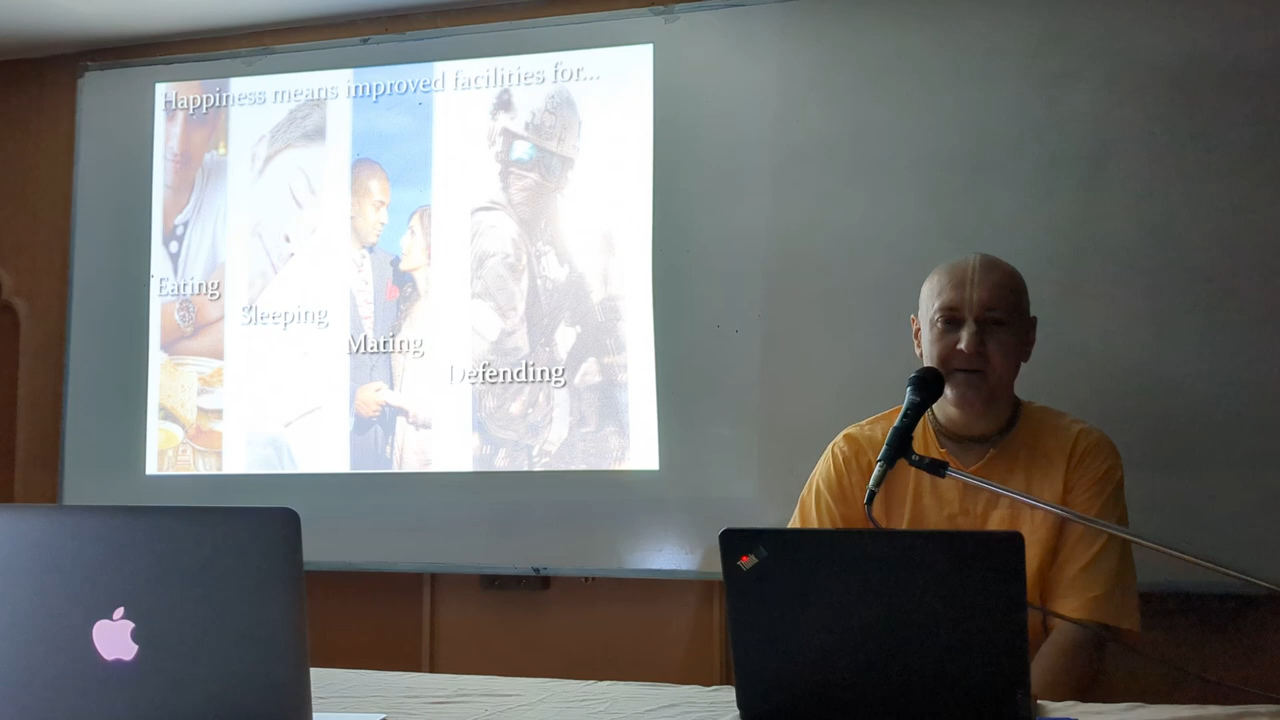 Happiness means improved facilities for...
Eating
Sleeping
Mating
Defending